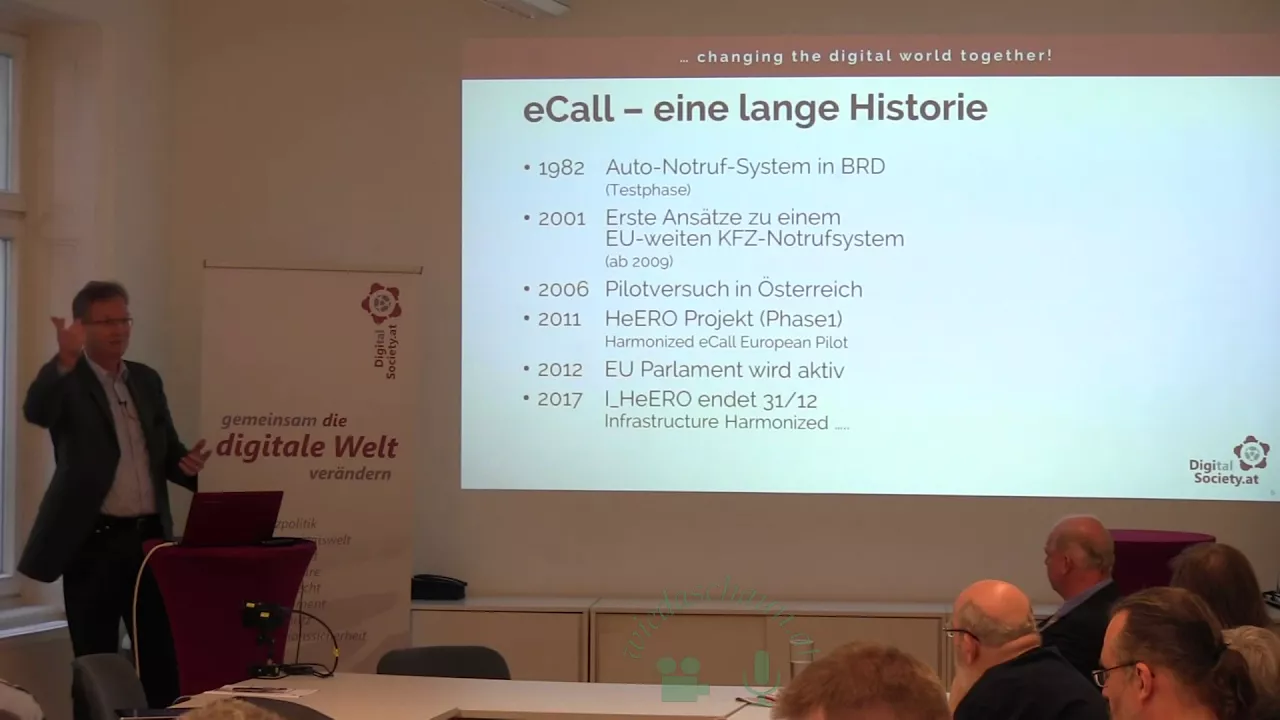 … changing the digital world together!
eCall – eine lange Historie
• 1982 Auto-Notruf-System in BRD
(Testphase)
• 2001 Erste Ansätze zu einem
EU-weiten KFZ-Notrufsystem
(ab 2009)
• 2006 Pilotversuch in Österreich
• 2011 HeERO Projekt (Phase1)
Harmonized eCall European Pilot
• 2012 EU Parlament wird aktiv
• 2017 I_HeERO endet 31/12
Infrastructure Harmonized .....
Digital
Society.at
Digital
Society.at
gemeinsam die
digitale Welt
verändern